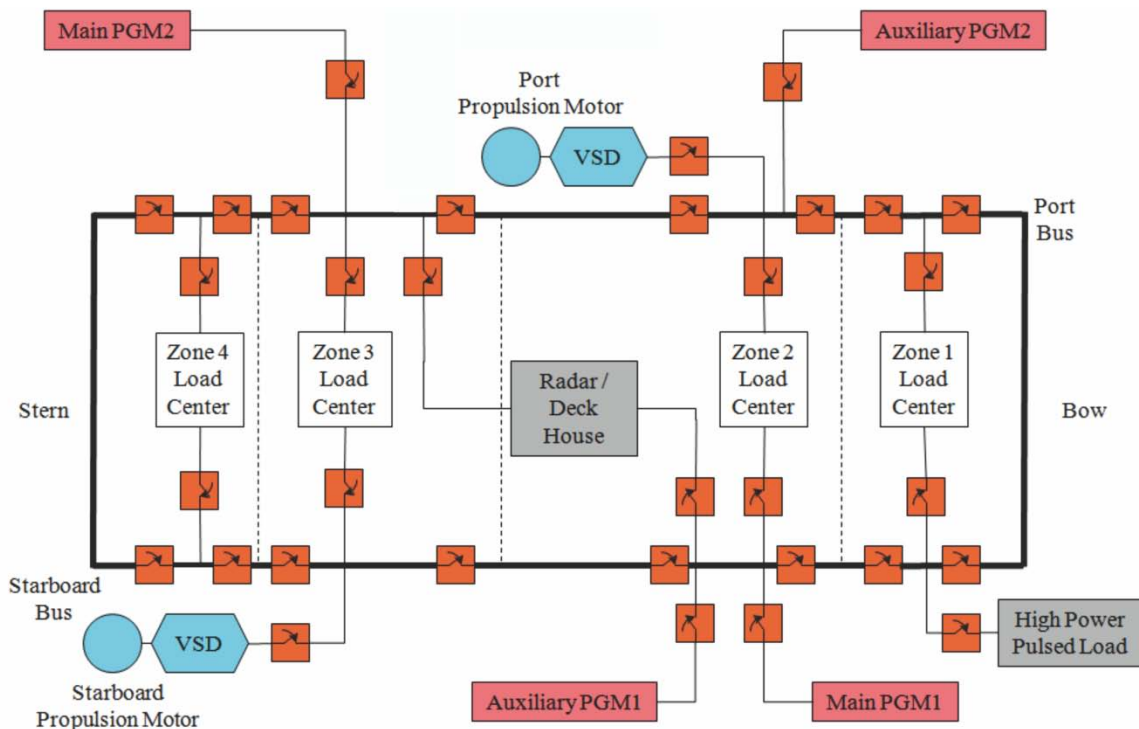 Main PGM2
Auxiliary PGM2
Port
Propulsion Motor
VSD
Port
Bus
Zone 4
Load
Center
Zone 3
Load
Center
Radar /
Deck
House
Zone 2
Load
Center
Zone 1
Load
Center
Stern
Bow
Starboard
Bus
VSD
Starboard
Propulsion Motor
High Power
Pulsed Load
Auxiliary PGM1
Main PGM1